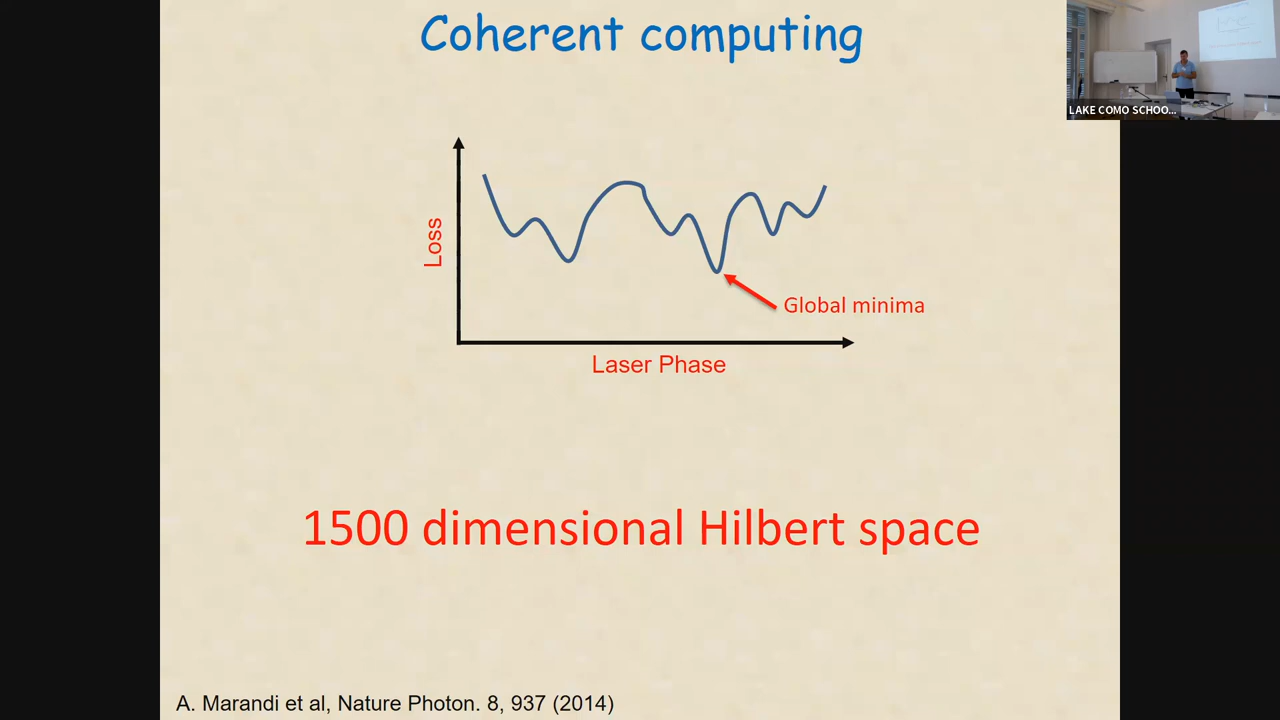 Coherent computing
LAKE COMO SCHOO...
Loss
Global minima
Laser Phase
1500 dimensional Hilbert space
A. Marandi et al, Nature Photon. 8, 937 (2014)